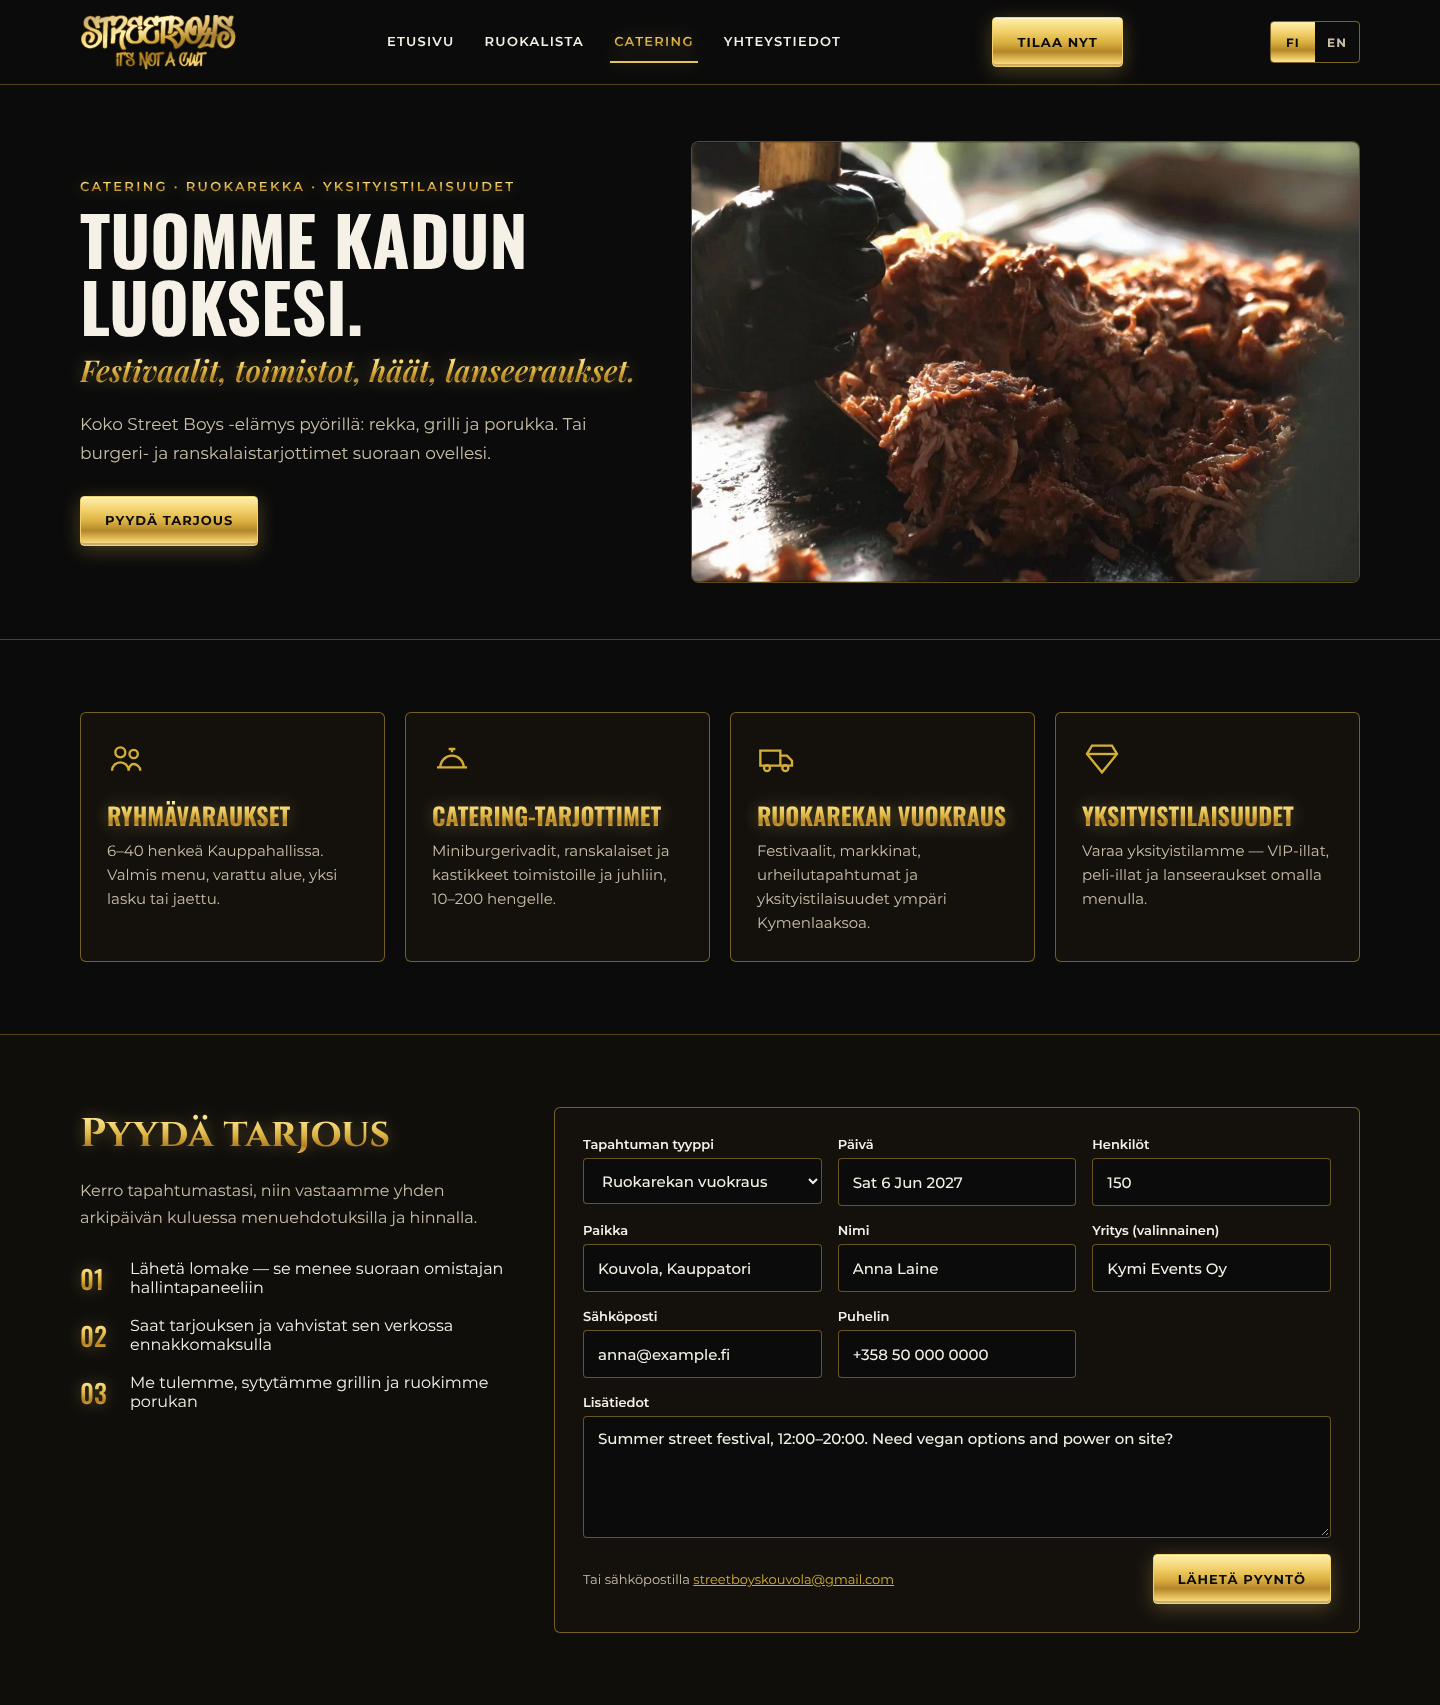 STREETBOYS
IT'S NOT A CULT
ETUSIVU
RUOKALISTA
CATERING
YHTEYSTIEDOT
TILAA NYT
FI
EN
CATERING · RUOKAREKKA · YKSITYISTILAISUUDET
TUOMME KADUN
LUOKSESI.
Festivaalit, toimistot, häät, lanseeraukset.
Koko Street Boys -elämys pyörillä: rekka, grilli ja porukka. Tai
burgeri- ja ranskalaistarjottimet suoraan ovellesi.
PYYDÄ TARJOUS
RYHMÄVARAUKSET
6–40 henkeä Kauppahallissa.
Valmis menu, varattu alue, yksi
lasku tai jaettu.
CATERING-TARJOTTIMET
Miniburgerivadit, ranskalaiset ja
kastikkeet toimistoille ja juhliin,
10–200 hengelle.
RUOKAREKAN VUOKRAUS
Festivaalit, markkinat,
urheilutapahtumat ja
yksityistilaisuudet ympäri
Kymenlaaksoa.
YKSITYISTILAISUUDET
Varaa yksityistilamme — VIP-illat,
peli-illat ja lanseeraukset omalla
menulla.
PYYDÄ TARJOUS
Kerro tapahtumastasi, niin vastaamme yhden
arkipäivän kuluessa menuehdotuksilla ja hinnalla.
01
Lähetä lomake — se menee suoraan omistajan
hallintapaneeliin
02
Saat tarjouksen ja vahvistat sen verkossa
ennakkomaksulla
03
Me tulemme, sytytämme grillin ja ruokimme
porukan
Tapahtuman tyyppi
Ruokarekan vuokraus
Päivä
Sat 6 Jun 2027
Henkilöt
150
Paikka
Kouvola, Kauppatori
Nimi
Anna Laine
Yritys (valinnainen)
Kymi Events Oy
Sähköposti
anna@example.fi
Puhelin
+358 50 000 0000
Lisätiedot
Summer street festival, 12:00–20:00. Need vegan options and power on site?
Tai sähköpostilla streetboyskouvola@gmail.com
LÄHETÄ PYYNTÖ